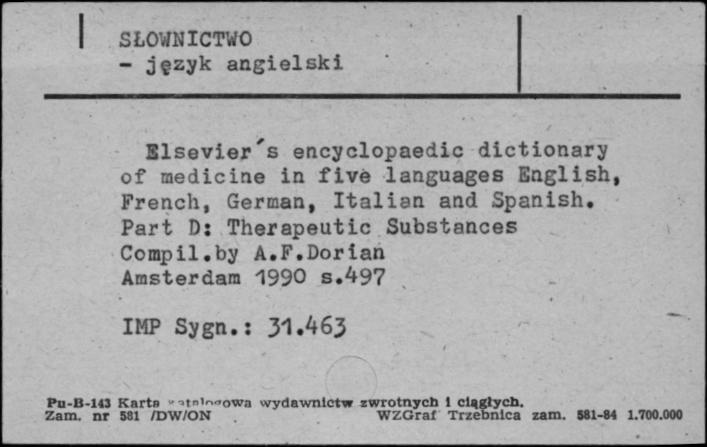 SŁOWNICTWO
- język angielski
Elsevier´s encyclopaedic dictionary
of medicine in five languages English,
French, German, Italian and Spanish.
Part D: Therapeutic Substances
Compil.by A.F.Dorian
Amsterdam 1990 s.497
IMP Sygn.: 31.463
Pu-B-143 Karta katalogowa wydawnictw zwrotnych i ciągłych.
Zam. nr 581 /DW/ON WZGraf Trzebnica zam. 581-84 1.700.000